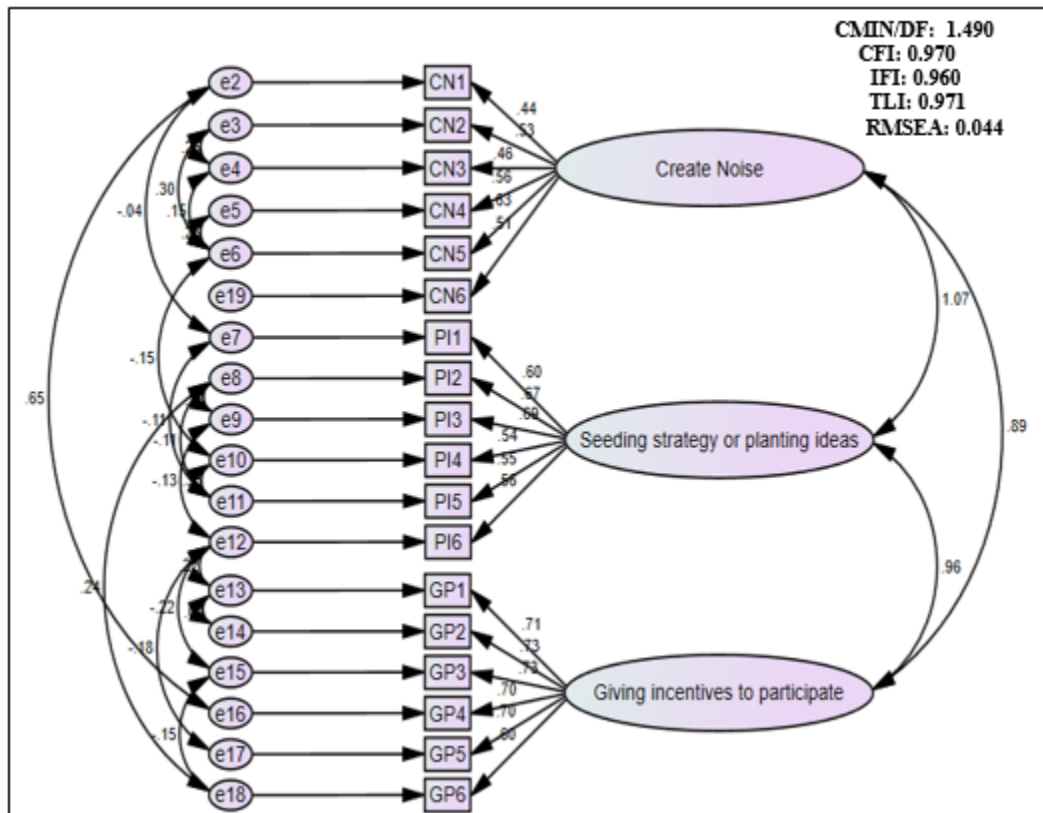 CMIN/DF: 1.490
CFI: 0.970
IFI: 0.960
TLI: 0.971
RMSEA: 0.044
e2 CN1
.44
e3 CN2
.53
e4 CN3
.46
.56
Create Noise
.30
.15
-.04
e5 CN4
.51
e6 CN5
e19 CN6
1.07
e7 PI1
-.15
.60
e8 PI2
.67
.65
e9 PI3
.69
-.11
-.11
Seeding strategy or planting ideas
.89
e10 PI4
.54
.55
-.13
e11 PI5
.56
e12 PI6
.96
.24
e13 GP1
-.22
.71
e14 GP2
.73
-.18
e15 GP3
.73
Giving incentives to participate
e16 GP4
.70
.70
-.15
e17 GP5
e18 GP6